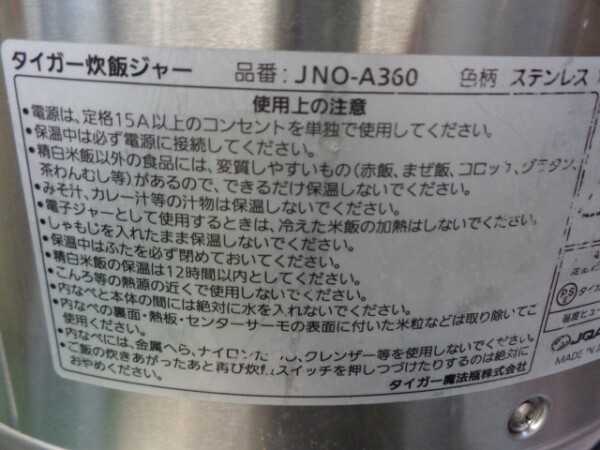 タイガー炊飯ジャー 品番：JNO-A360 色柄 ステンレス
使用上の注意
•電源は、定格15A以上のコンセントを単独で使用してください。
•保温中は必ず電源に接続してください。
•精白米飯以外の食品には、変質しやすいもの(赤飯、まぜ飯、コロッケ、グラタン、
茶わんむし等)があるので、できるだけ保温しないでください。
•みそ汁、カレー汁等の汁物は保温しないでください。
•電子ジャーとして使用するときは、冷えた米飯の加熱はしないでください。
•しゃもじを入れたまま保温しないでください。
•保温中はふたを必ず閉めておいてください。
•精白米飯の保温は12時間以内としてください。
•こんろ等の熱源の近くで使用しないでください。
•内なべと本体の間には絶対に水を入れないでください。
•内なべの裏面・熱板・センターサーモの表面に付いた米粒などは取り除いてご
使用ください。
•内なべには、金属へら、ナイロンた、クレンザー等を使用しないでください。
•ご飯の炊きあがったあと再び炊飯スイッチを押しつづけたりするのは絶対に
おやめください。
タイガー魔法瓶株式会社
PS
E
タイガ
温度ヒュー
JQA
MADE IN